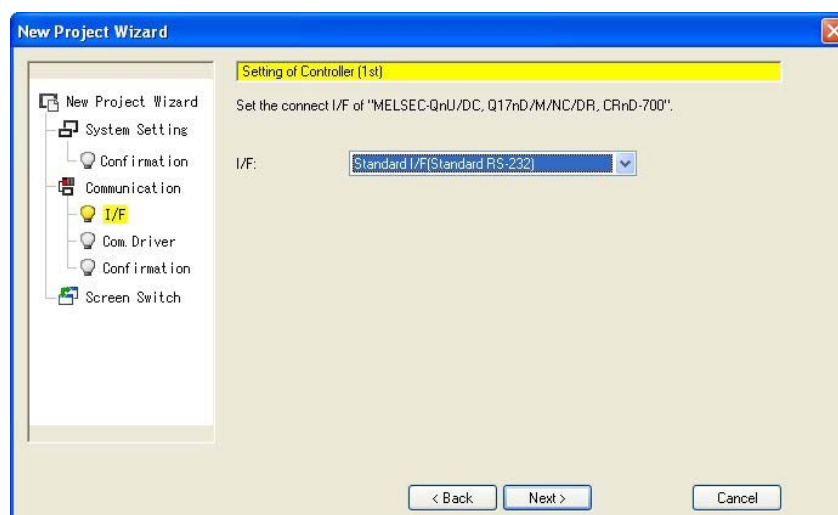 New Project Wizard
New Project Wizard
System Setting
Confirmation
Communication
I/F
Com. Driver
Confirmation
Screen Switch
Setting of Controller (1st)
Set the connect I/F of "MELSEC-QnU/DC, Q17nD/M/NC/DR, CRnD-700".
I/F: Standard I/F(Standard RS-232)
< Back Next > Cancel